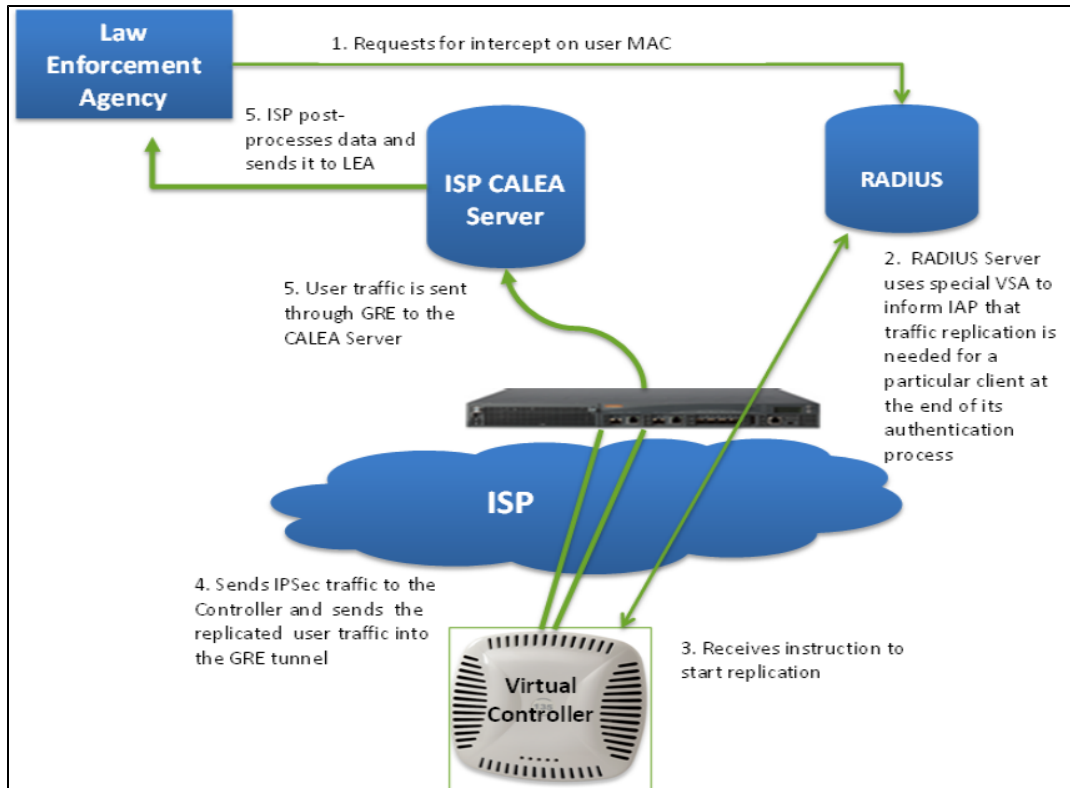 Law
Enforcement
Agency
1. Requests for intercept on user MAC
5. ISP post-
processes data and
sends it to LEA
ISP CALEA
Server
RADIUS
5. User traffic is sent
through GRE to the
CALEA Server
2. RADIUS Server
uses special VSA to
inform IAP that
traffic replication is
needed for a
particular client at
the end of its
authentication
process
ISP
4. Sends IPSec traffic to the
Controller and sends the
replicated user traffic into
the GRE tunnel
Virtual
Controller
3. Receives instruction to
start replication